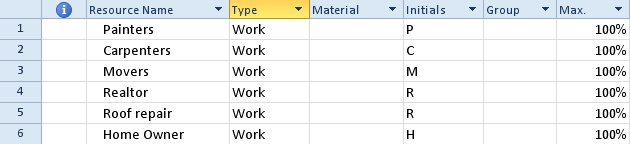 Resource Name Type Material Initials Group Max.
1 Painters Work P 100%
2 Carpenters Work C 100%
3 Movers Work M 100%
4 Realtor Work R 100%
5 Roof repair Work R 100%
6 Home Owner Work H 100%